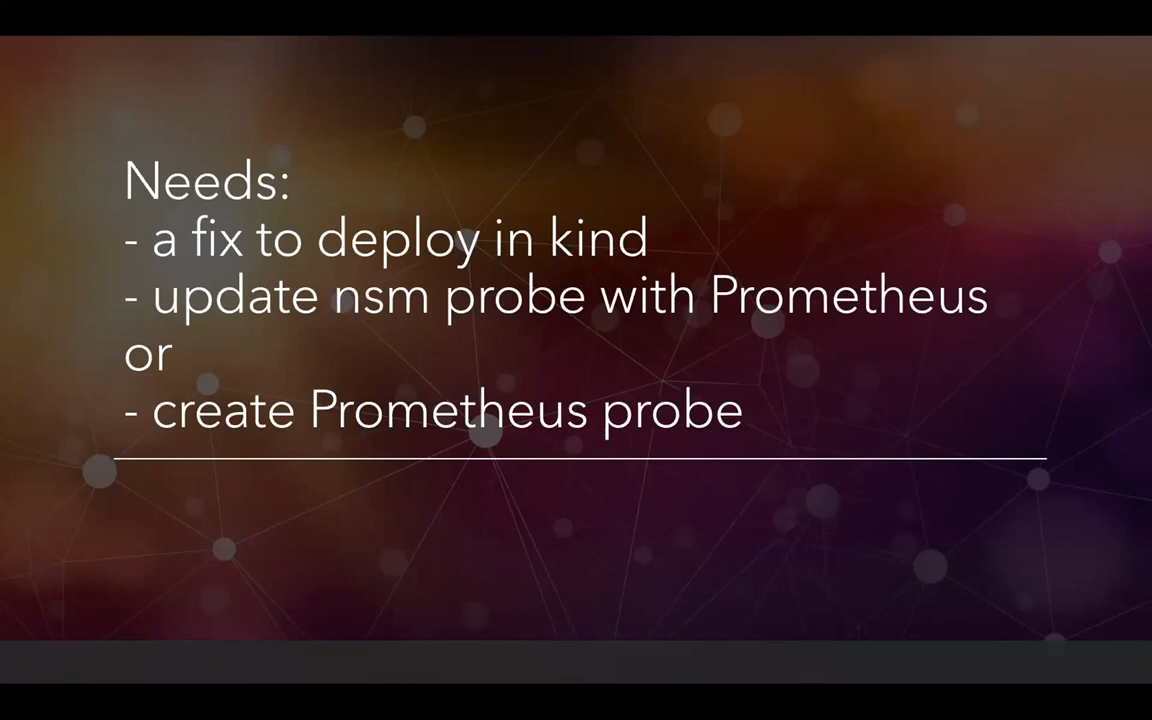 Needs:
- a fix to deploy in kind
- update nsm probe with Prometheus
or
- create Prometheus probe